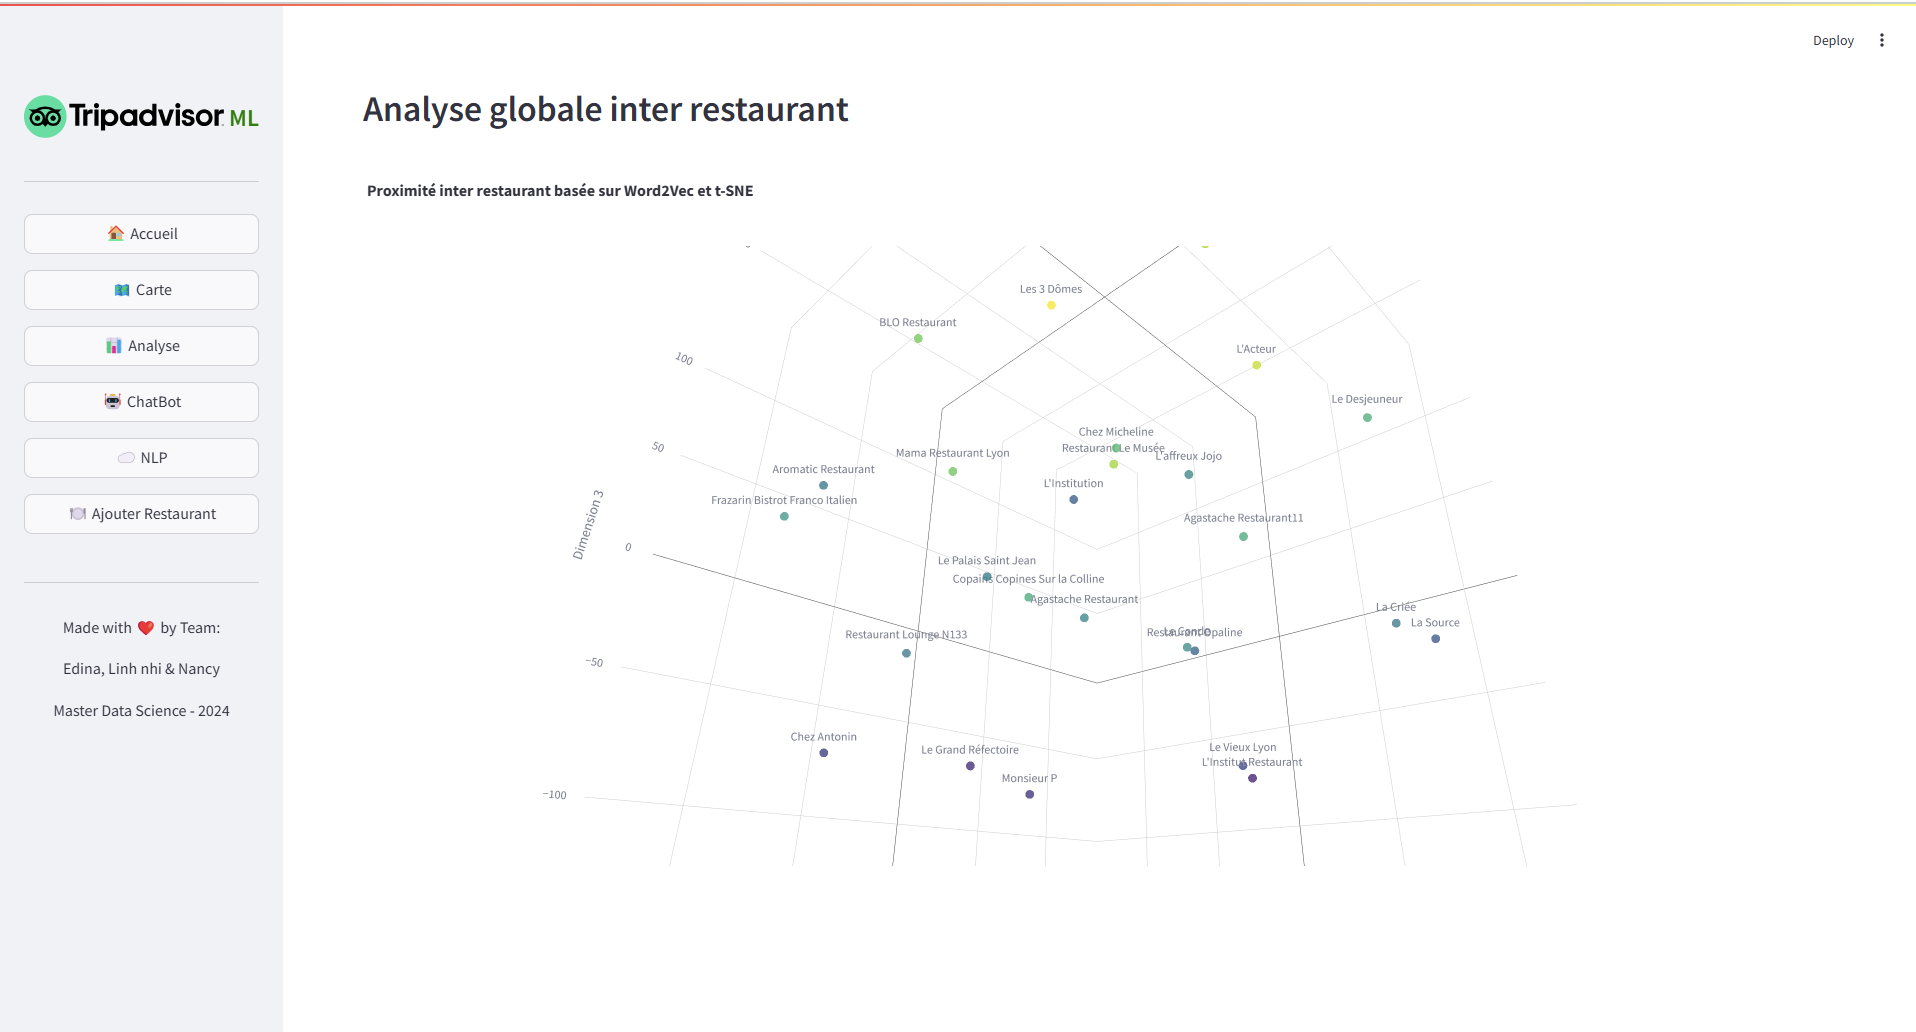 Deploy
Tripadvisor ML
Accueil
Carte
Analyse
ChatBot
NLP
Ajouter Restaurant
Made with ❤️ by Team:
Edina, Linh nhi & Nancy
Master Data Science - 2024
Analyse globale inter restaurant
Proximité inter restaurant basée sur Word2Vec et t-SNE
Les 3 Dômes
BLO Restaurant
L'Acteur
100
Le Desjeuneur
Chez Micheline
Restaurant Le Musée
50
Mama Restaurant Lyon
L'affreux Jojo
Aromatic Restaurant
L'Institution
Frazarin Bistrot Franco Italien
Agastache Restaurant11
Dimension 3
0
Le Palais Saint Jean
Copains Copines Sur la Colline
Agastache Restaurant
La Criée
La Source
Restaurant Opaline
Restaurant Lounge N133
−50
Chez Antonin
Le Grand Réfectoire
Le Vieux Lyon
L'Institut Restaurant
Monsieur P
−100